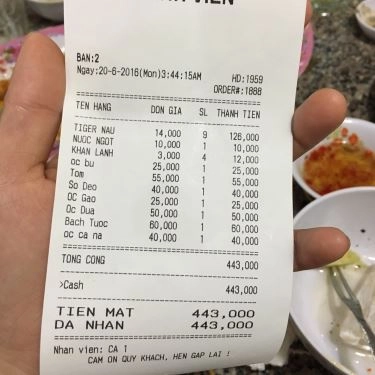 VIEN
BAN:2
Ngay:20-6-2016(Mon)3:44:15AM HD:1959
ORDER#:1888
TEN HANG DON GIA SL THANH TIEN
TIGER NAU 14,000 9 126,000
NUOC NGOT 10,000 1 10,000
KHAN LANH 3,000 4 12,000
oc bu 25,000 1 25,000
Tom 55,000 1 55,000
So Deo 40,000 1 40,000
OC Gao 25,000 1 25,000
Oc Dua 50,000 1 50,000
Bach Tuoc 60,000 1 60,000
oc ca na 40,000 1 40,000
TONG CONG 443,000
>Cash 443,000
TIEN MAT 443,000
DA NHAN 443,000
Nhan vien: CA 1
CAM ON QUY KHACH, HEN GAP LAI !